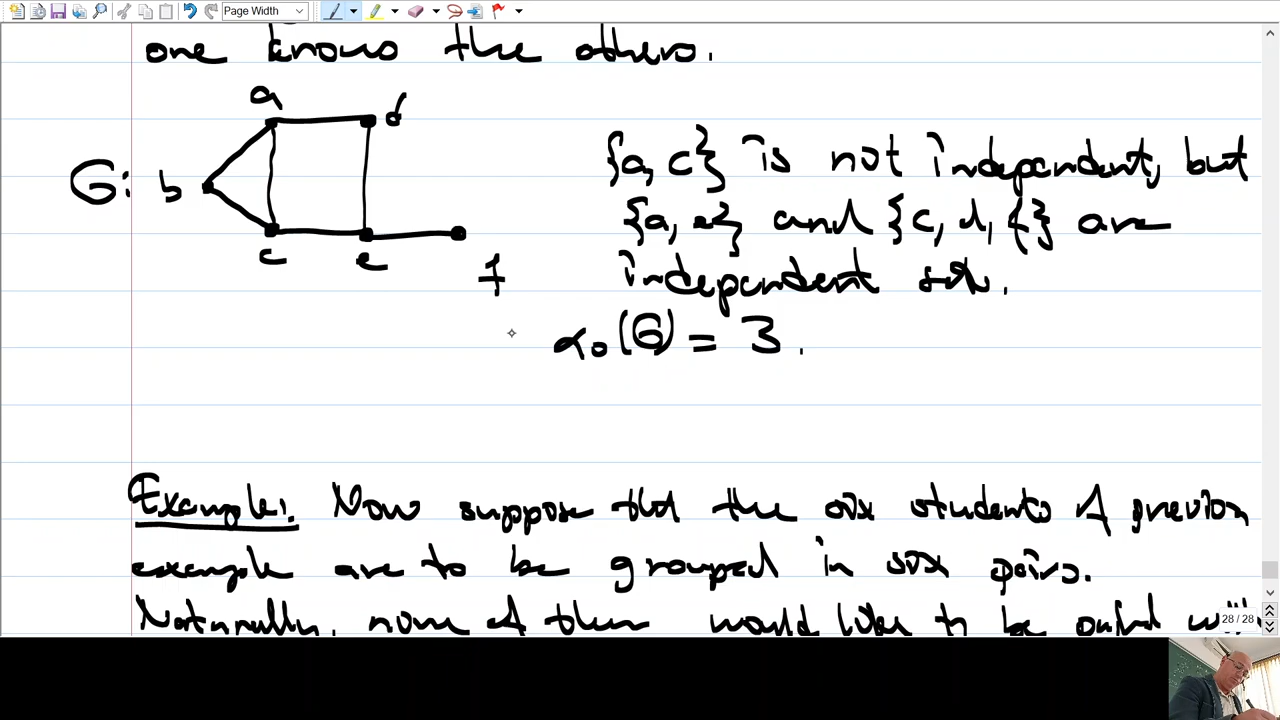 Page Width
one knows the others.
a d
G: b
c e f
{a, c} is not independent, but
{a, e} and {c, d, f} are
independent sets.
α₀(G) = 3.
Example: Now suppose that the six students of previous
example are to be grouped in six pairs.
Naturally, none of them would like to be paired with
28 / 28